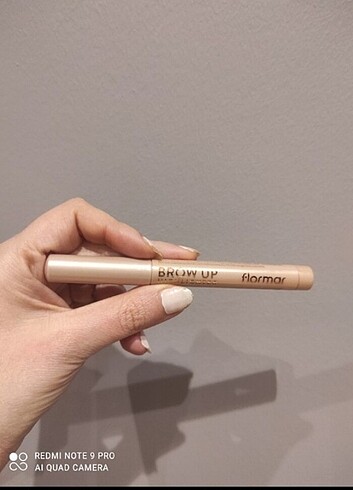 BROW UP
flormar
REDMI NOTE 9 PRO
AI QUAD CAMERA